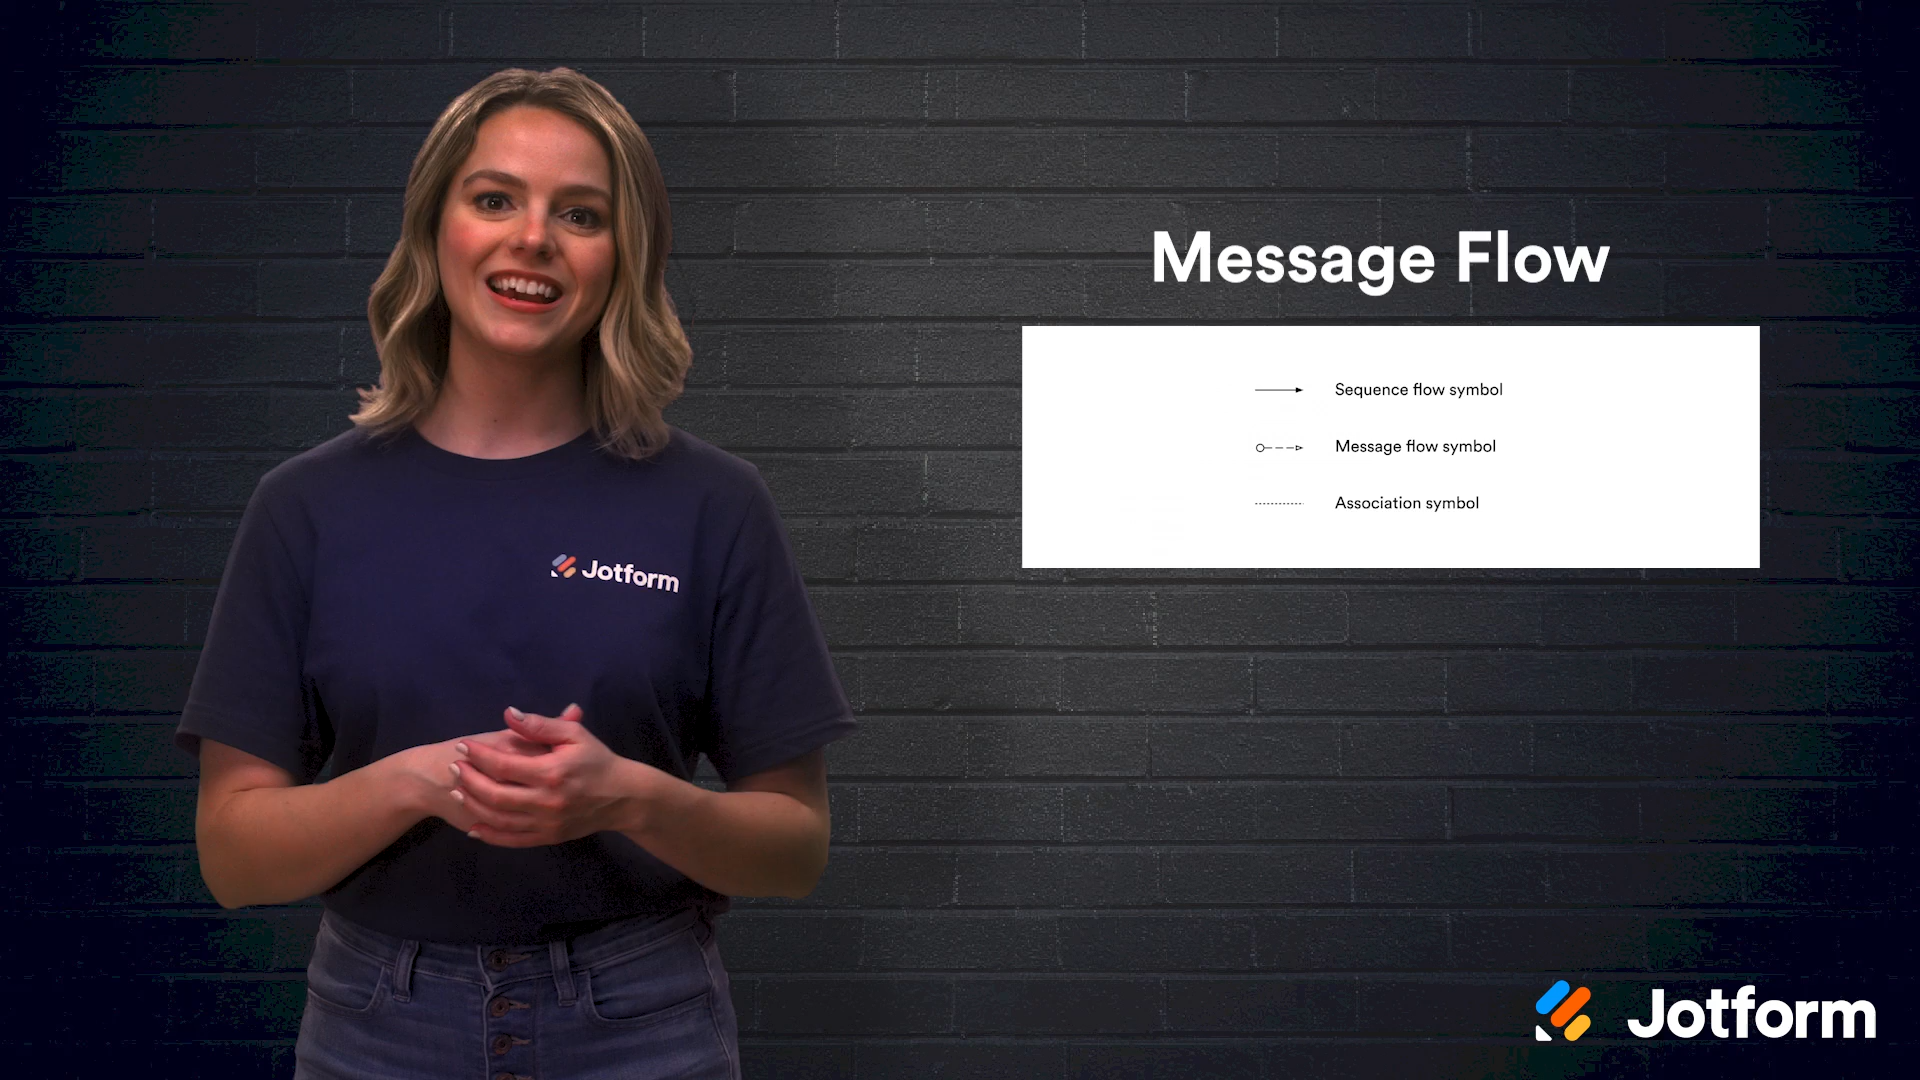 Message Flow
Sequence flow symbol
Message flow symbol
Association symbol
Jotform
Jotform